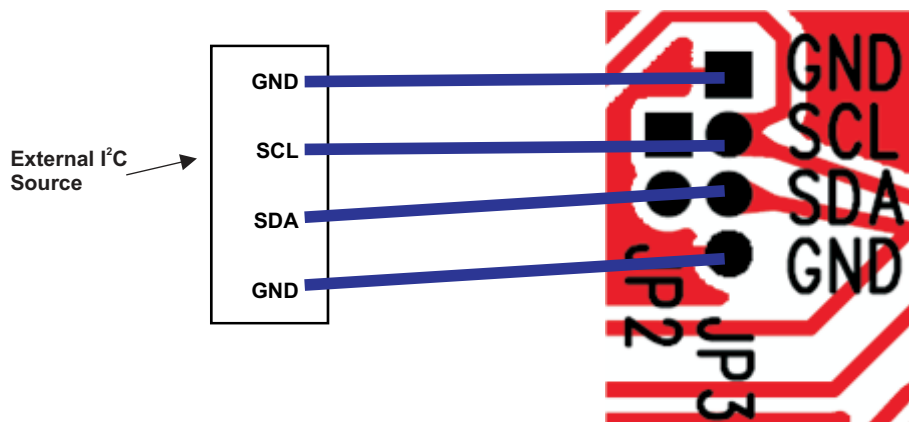 External I²C
Source
GND
SCL
SDA
GND
GND
SCL
SDA
GND
JP2
JP3